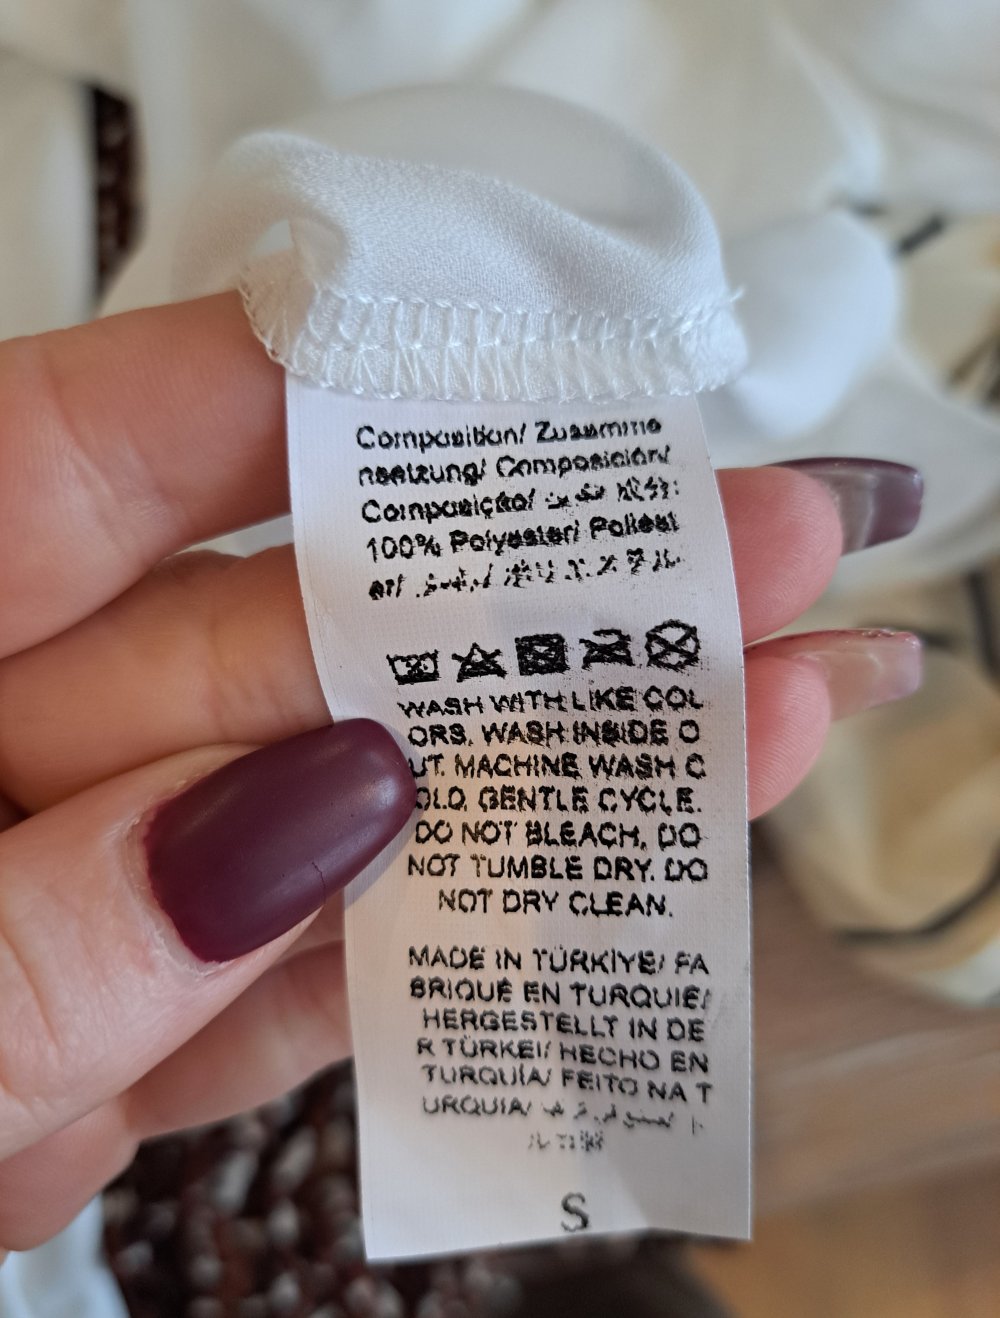 Composition/ Zusamme
nsetzung/ Composición/
Composição/
100% Polyester/ Poliest
er/
WASH WITH LIKE COL
ORS. WASH INSIDE O
UT. MACHINE WASH C
OLD, GENTLE CYCLE.
DO NOT BLEACH, DO
NOT TUMBLE DRY. DO
NOT DRY CLEAN.
MADE IN TÜRKİYE/ FA
BRIQUÉ EN TURQUIE/
HERGESTELLT IN DE
R TÜRKEI/ HECHO EN
TURQUÍA/ FEITO NA T
URQUIA/
S